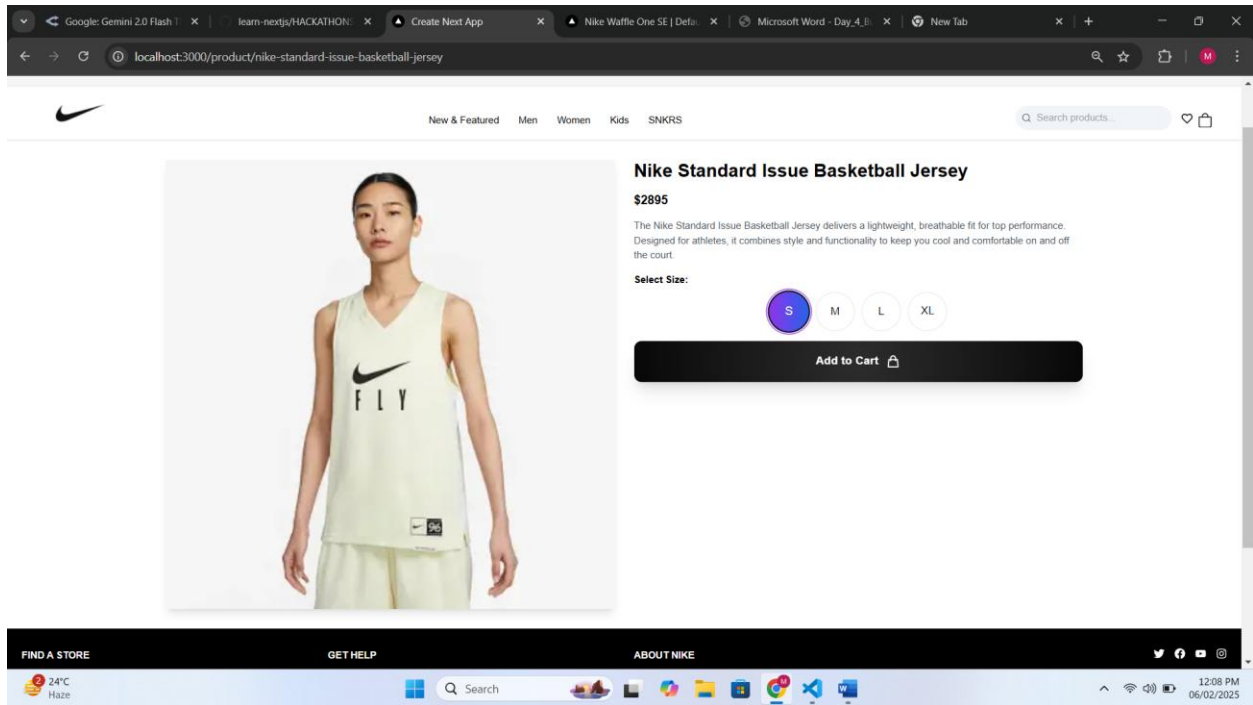 Google: Gemini 2.0 Flash T
learn-nextjs/HACKATHON
Create Next App
Nike Waffle One SE | Defau
Microsoft Word - Day_4_B
New Tab
localhost:3000/product/nike-standard-issue-basketball-jersey
M
New & Featured Men Women Kids SNKRS
Search products...
Nike Standard Issue Basketball Jersey
$2895
The Nike Standard Issue Basketball Jersey delivers a lightweight, breathable fit for top performance.
Designed for athletes, it combines style and functionality to keep you cool and comfortable on and off
the court.
Select Size:
S M L XL
Add to Cart
FLY
96
FIND A STORE
GET HELP
ABOUT NIKE
2
24°C
Haze
Search
12:08 PM
06/02/2025